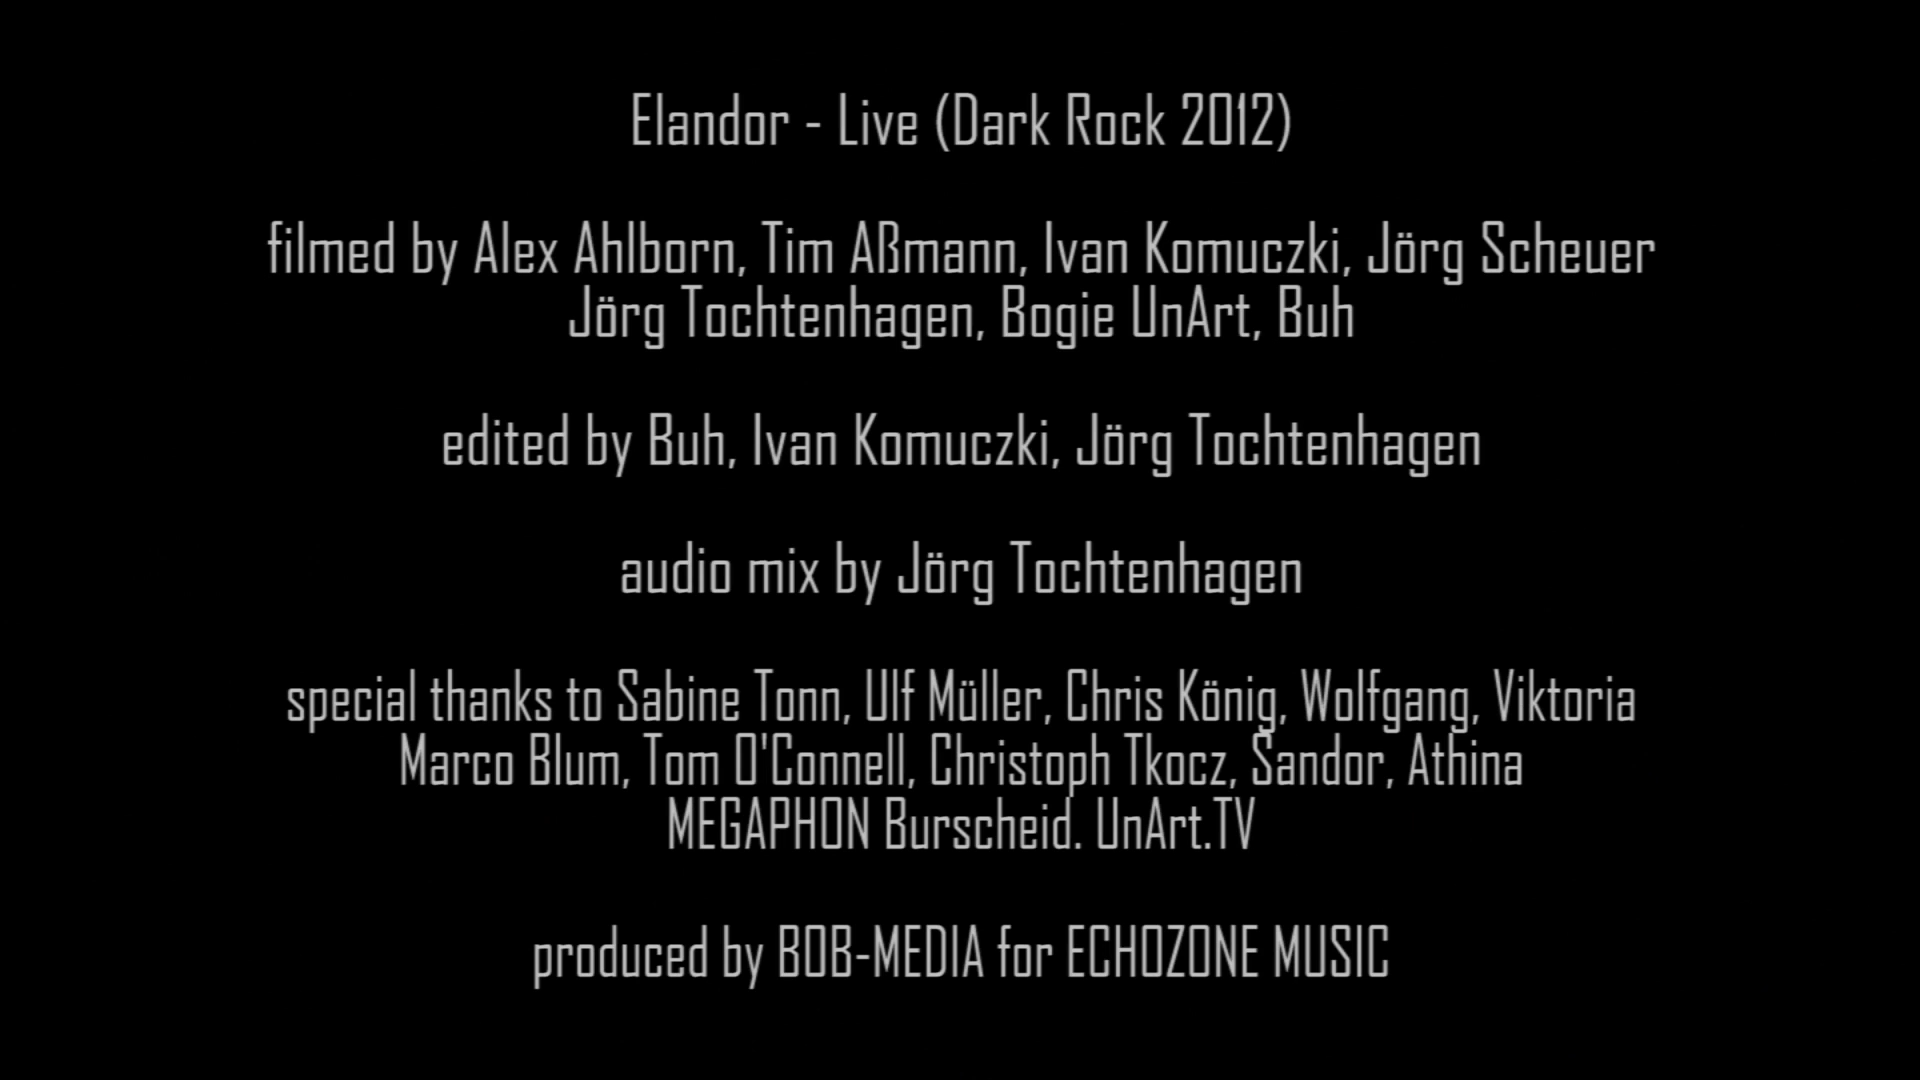 Elandor - Live (Dark Rock 2012)
filmed by Alex Ahlborn, Tim Aßmann, Ivan Komuczki, Jörg Scheuer
Jörg Tochtenhagen, Bogie UnArt, Buh
edited by Buh, Ivan Komuczki, Jörg Tochtenhagen
audio mix by Jörg Tochtenhagen
special thanks to Sabine Tonn, Ulf Müller, Chris König, Wolfgang, Viktoria
Marco Blum, Tom O'Connell, Christoph Tkocz, Sandor, Athina
MEGAPHON Burscheid. UnArt.TV
produced by BOB-MEDIA for ECHOZONE MUSIC